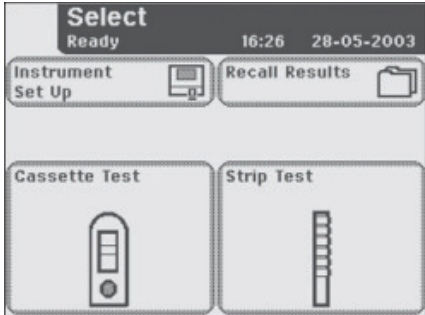 Select
Ready 16:26 28-05-2003
Instrument
Set Up
Recall Results
Cassette Test
Strip Test